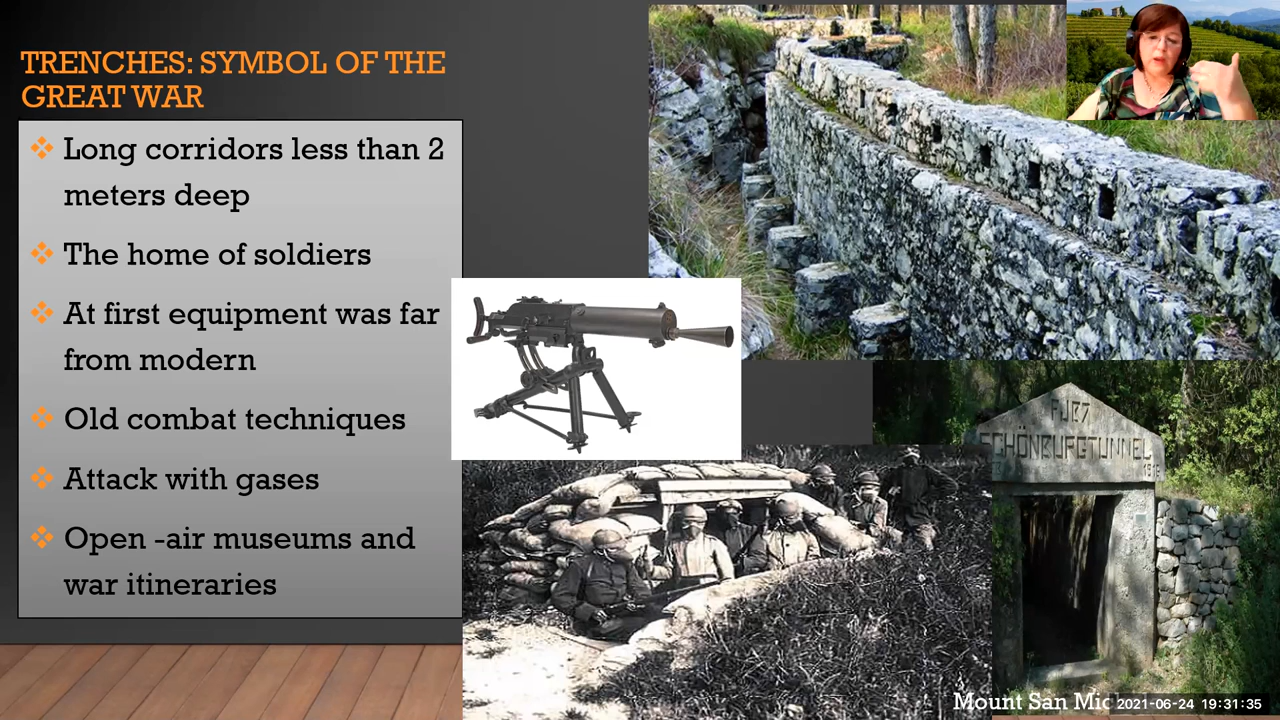 TRENCHES: SYMBOL OF THE
GREAT WAR
Long corridors less than 2
meters deep
The home of soldiers
At first equipment was far
from modern
Old combat techniques
Attack with gases
Open -air museums and
war itineraries
SCHÖNBURGTUNNEL
Mount San Mic
2021-06-24 19:31:35